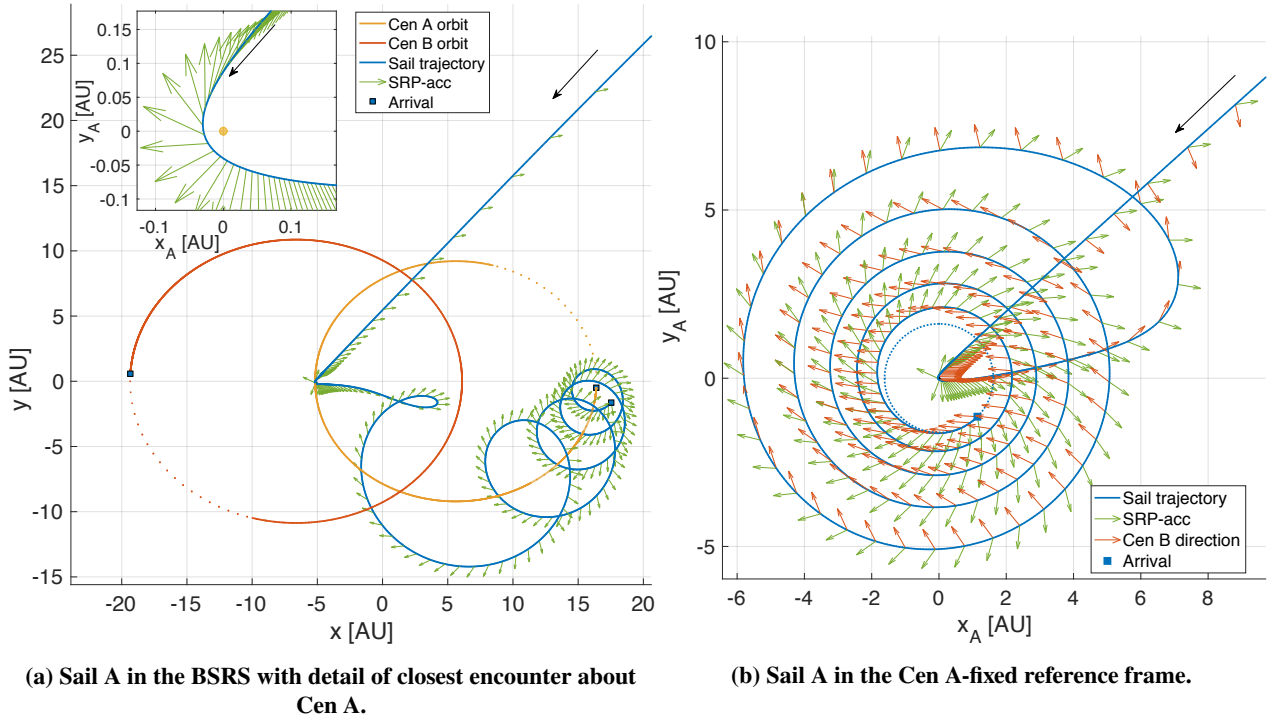 0.15
0.1
0.05
0
-0.05
-0.1
y_A [AU]
-0.1
0
0.1
x_A [AU]
Cen A orbit
Cen B orbit
Sail trajectory
SRP-acc
Arrival
25
20
15
10
5
0
-5
-10
-15
y [AU]
-20
-15
-10
-5
0
5
10
15
20
x [AU]
(a) Sail A in the BSRS with detail of closest encounter about
Cen A.
10
5
0
-5
y_A [AU]
-6
-4
-2
0
2
4
6
8
x_A [AU]
Sail trajectory
SRP-acc
Cen B direction
Arrival
(b) Sail A in the Cen A-fixed reference frame.